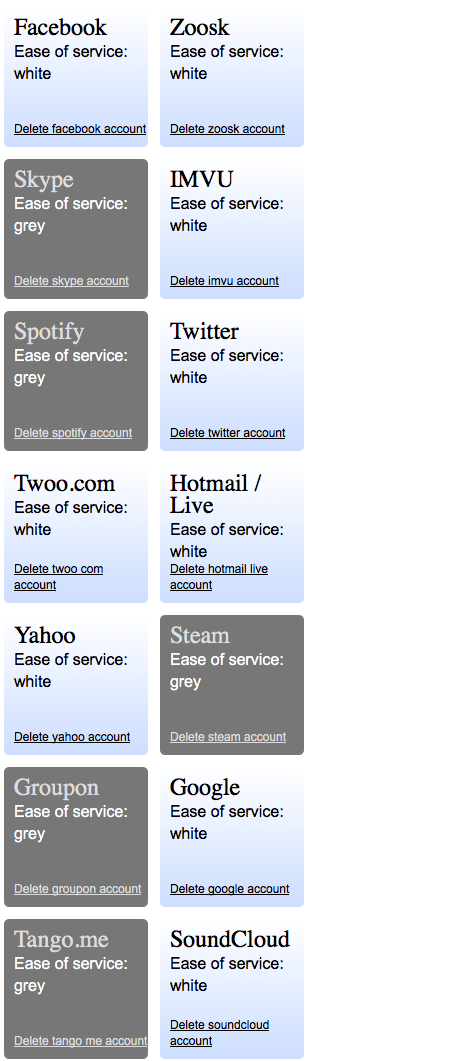 Facebook
Ease of service:
white
Delete facebook account
Zoosk
Ease of service:
white
Delete zoosk account
Skype
Ease of service:
grey
Delete skype account
IMVU
Ease of service:
white
Delete imvu account
Spotify
Ease of service:
grey
Delete spotify account
Twitter
Ease of service:
white
Delete twitter account
Twoo.com
Ease of service:
white
Delete twoo com
account
Hotmail /
Live
Ease of service:
white
Delete hotmail live
account
Yahoo
Ease of service:
white
Delete yahoo account
Steam
Ease of service:
grey
Delete steam account
Groupon
Ease of service:
grey
Delete groupon account
Google
Ease of service:
white
Delete google account
Tango.me
Ease of service:
grey
Delete tango me account
SoundCloud
Ease of service:
white
Delete soundcloud
account